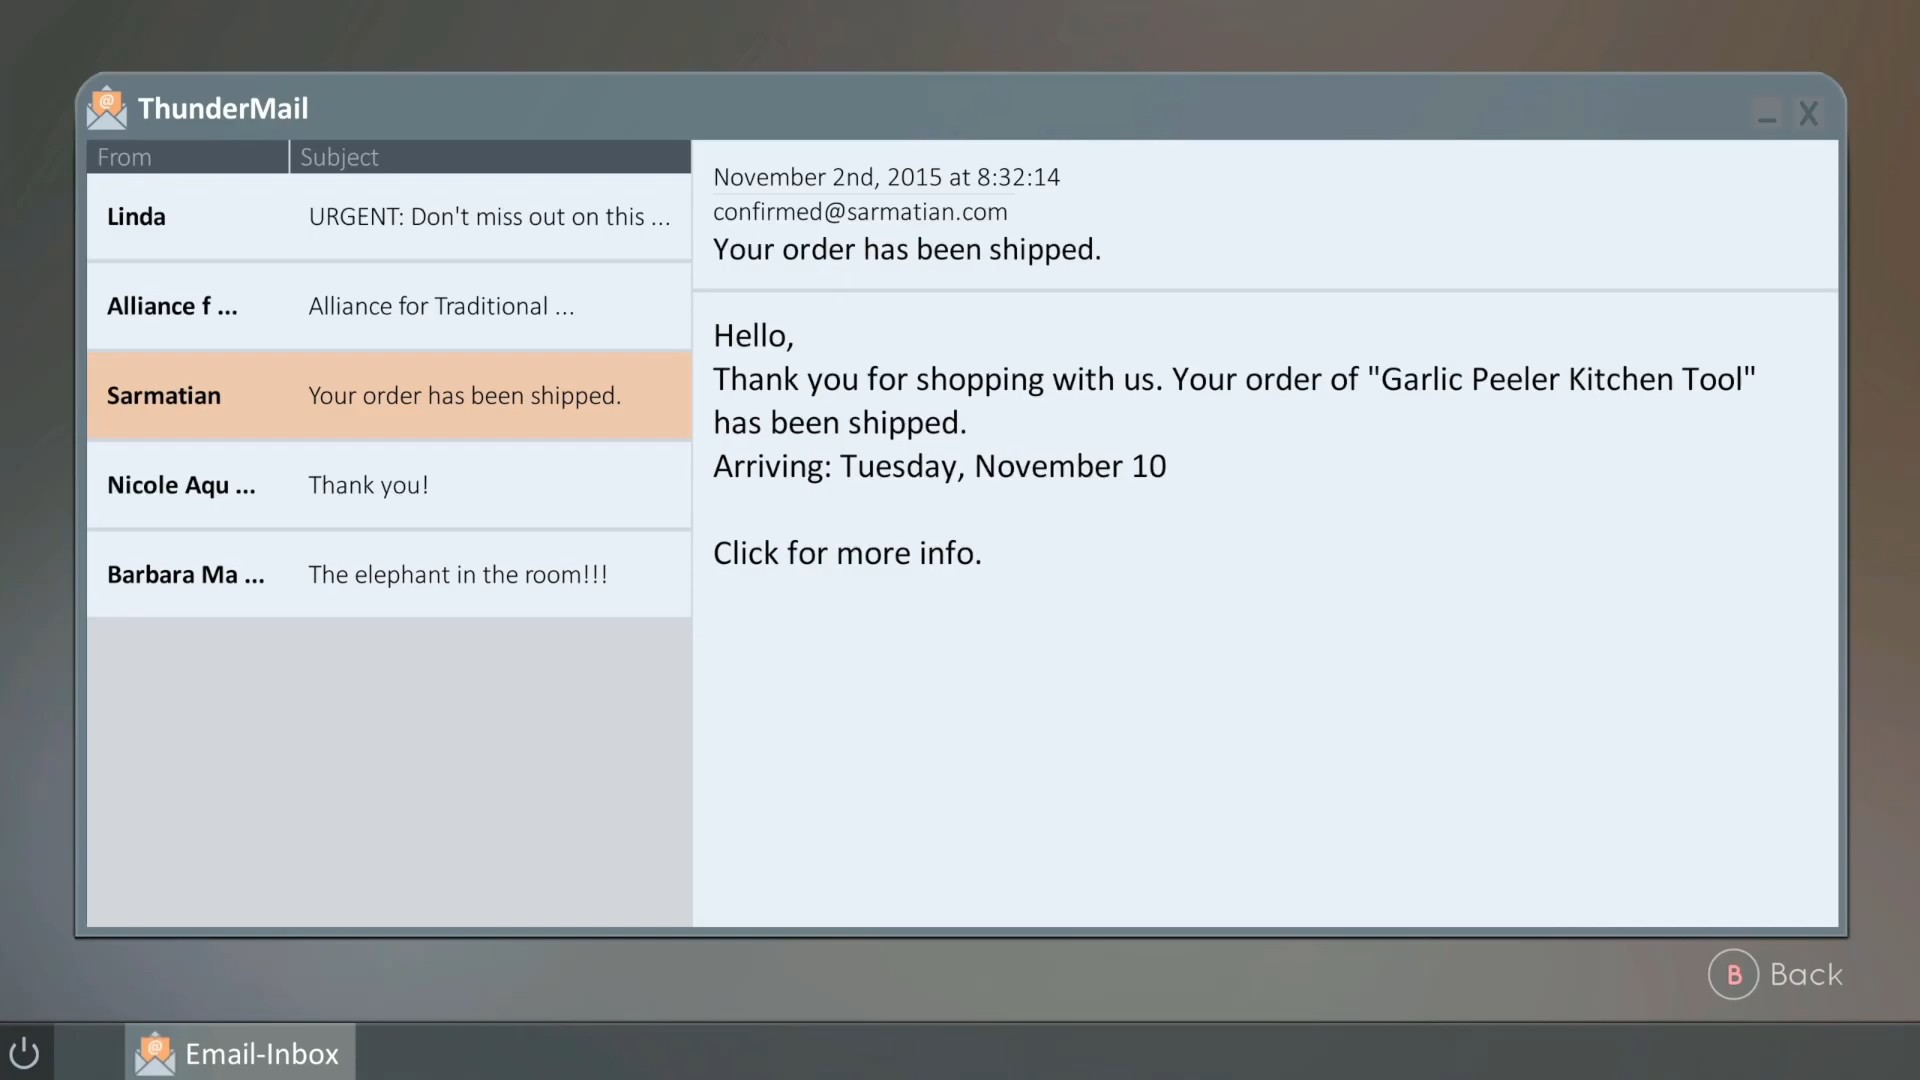 ThunderMail
From Subject
Linda URGENT: Don't miss out on this ...
Alliance f ... Alliance for Traditional ...
Sarmatian Your order has been shipped.
Nicole Aqu ... Thank you!
Barbara Ma ... The elephant in the room!!!
November 2nd, 2015 at 8:32:14
confirmed@sarmatian.com
Your order has been shipped.
Hello,
Thank you for shopping with us. Your order of "Garlic Peeler Kitchen Tool"
has been shipped.
Arriving: Tuesday, November 10
Click for more info.
B Back
Email-Inbox